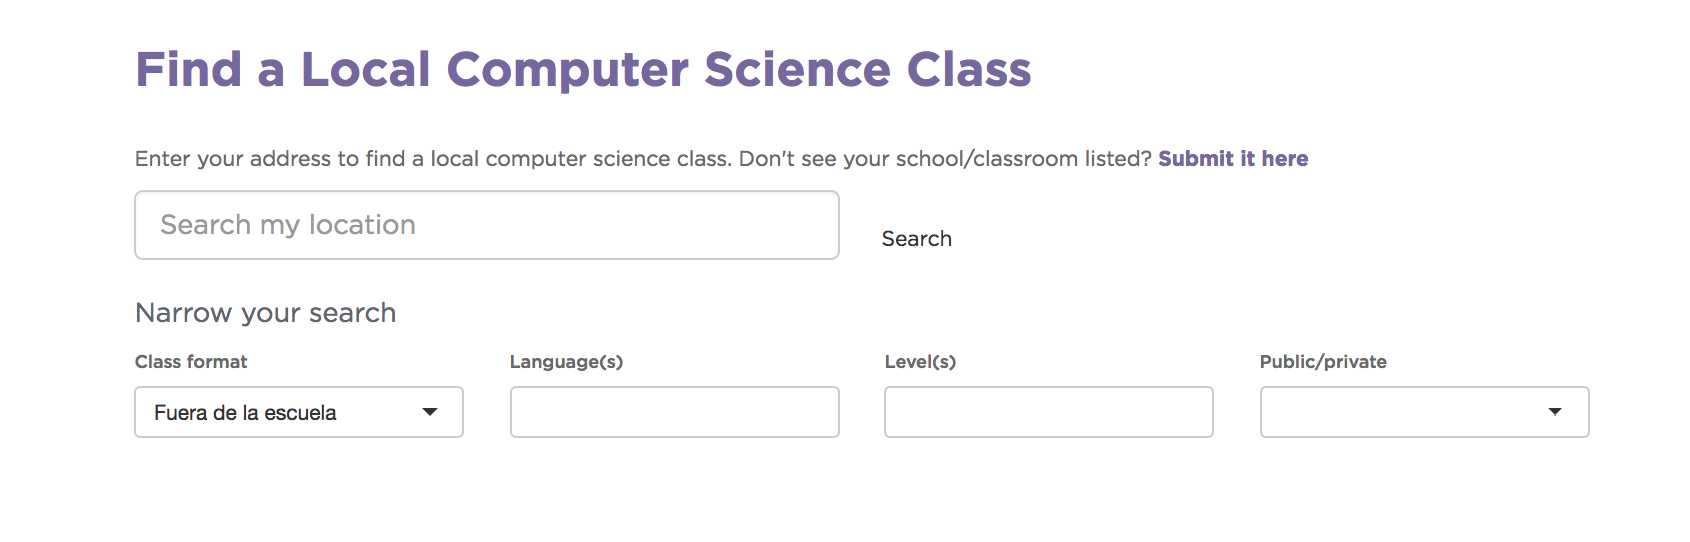 Find a Local Computer Science Class
Enter your address to find a local computer science class. Don't see your school/classroom listed? Submit it here
Search my location
Search
Narrow your search
Class format
Language(s)
Level(s)
Public/private
Fuera de la escuela